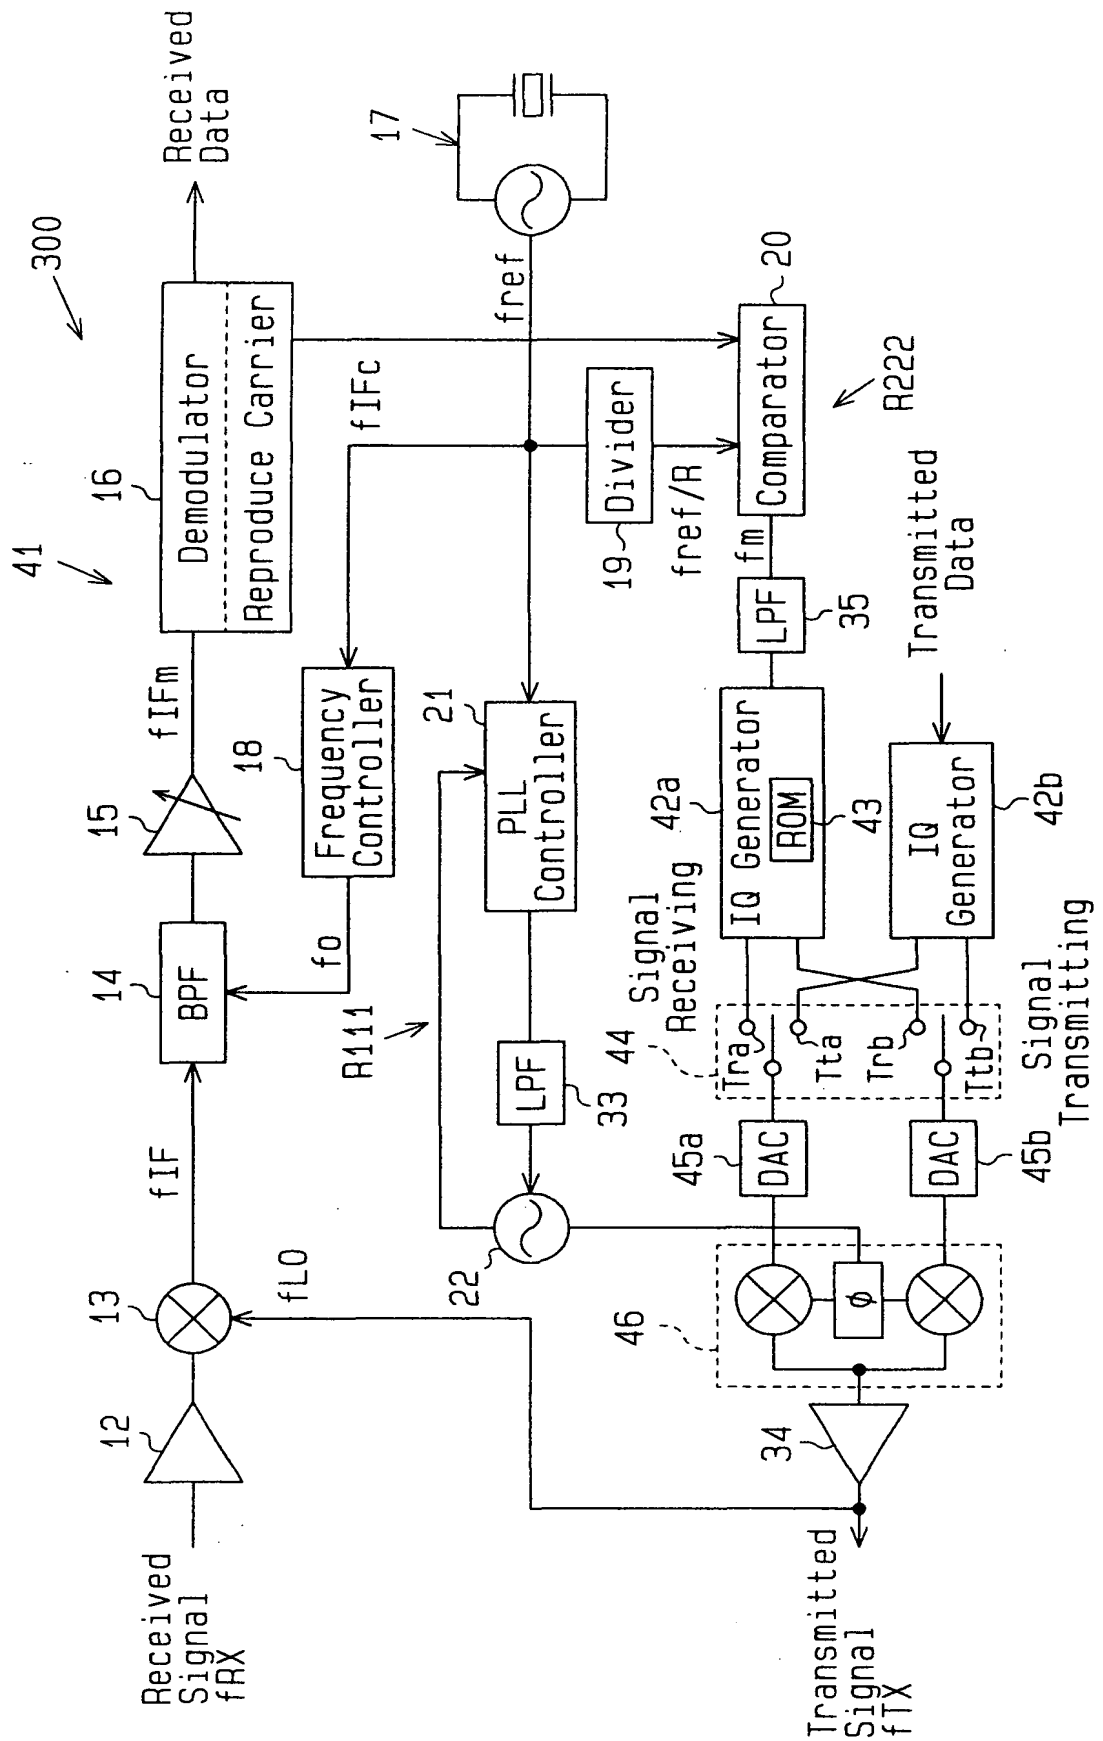 300
41
Received
Signal
fRX
12
13
fIF
14
BPF
15
fIFm
16
Demodulator
Reproduce Carrier
Received
Data
fLO
fo
18
Frequency
Controller
fIFc
17
fref
R111
22
33
LPF
21
PLL
Controller
19
Divider
fref/R
20
Comparator
R222
fm
LPF
35
Signal
Receiving
42a
IQ Generator
ROM
43
44
Tra
Tta
Trb
Ttb
45a
DAC
46
ø
34
DAC
45b
IQ
Generator
42b
Transmitted
Data
Signal
Transmitting
Transmitted
Signal
fTX